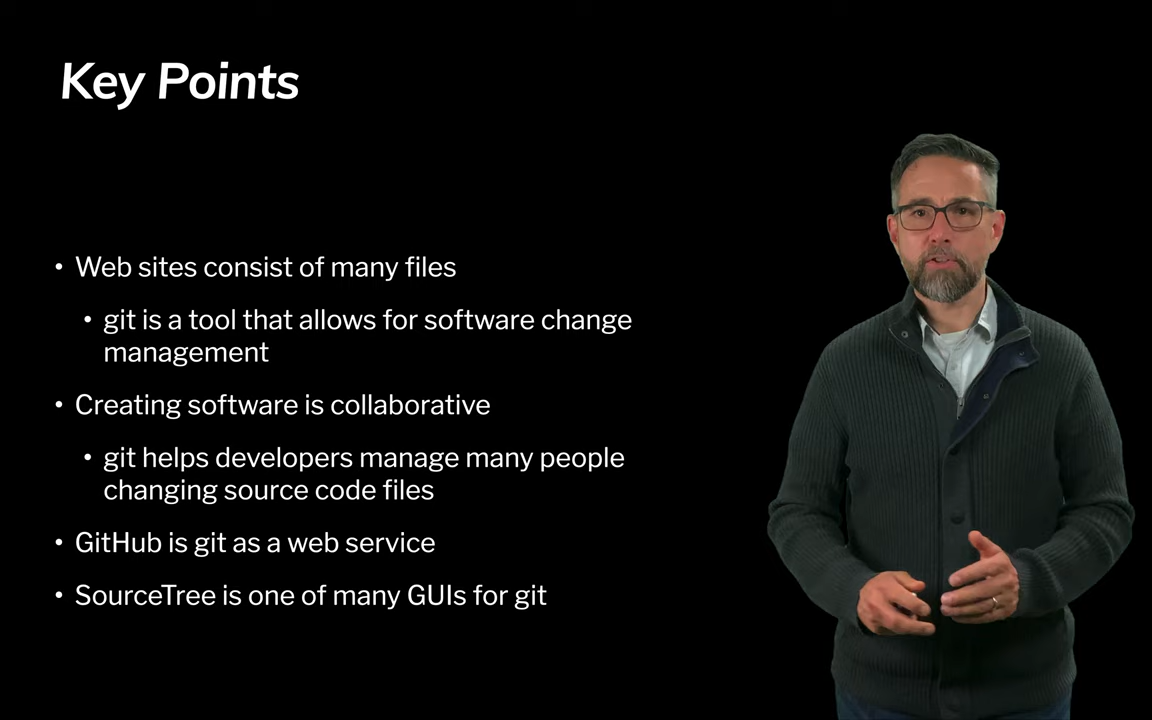 Key Points
• Web sites consist of many files
• git is a tool that allows for software change
management
• Creating software is collaborative
• git helps developers manage many people
changing source code files
• GitHub is git as a web service
• SourceTree is one of many GUIs for git